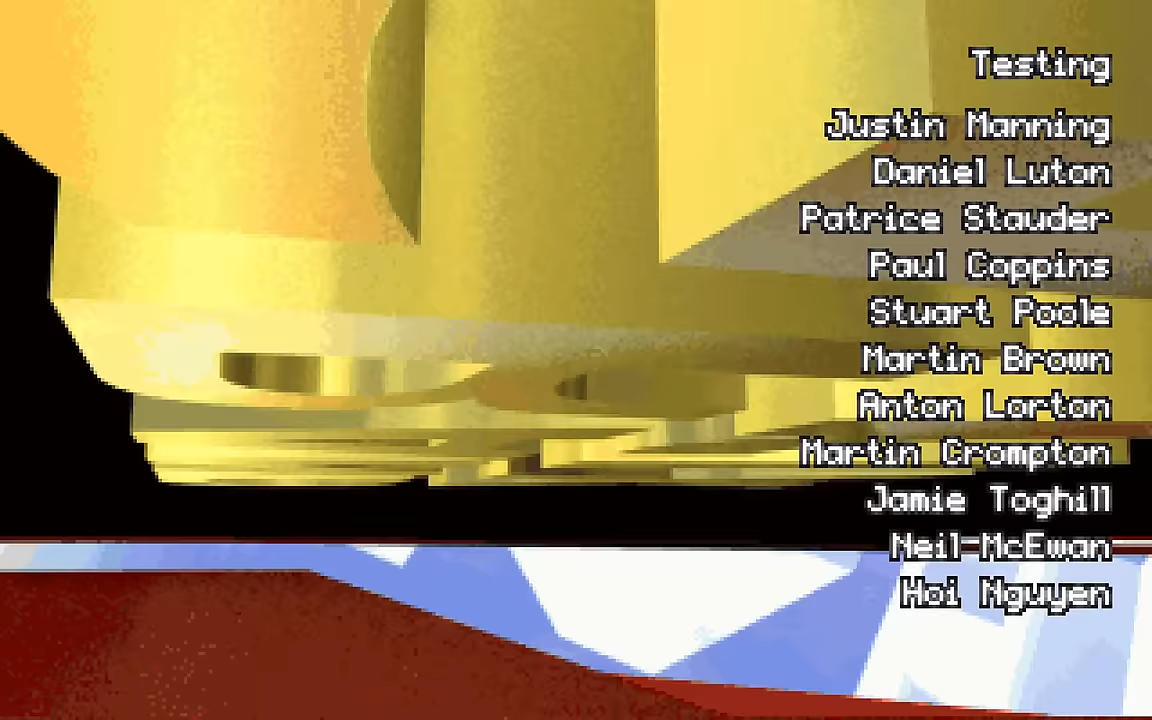 Testing
Justin Manning
Daniel Luton
Patrice Stauder
Paul Coppins
Stuart Poole
Martin Brown
Anton Lorton
Martin Crompton
Jamie Toghill
Neil McEwan
Hoi Nguyen